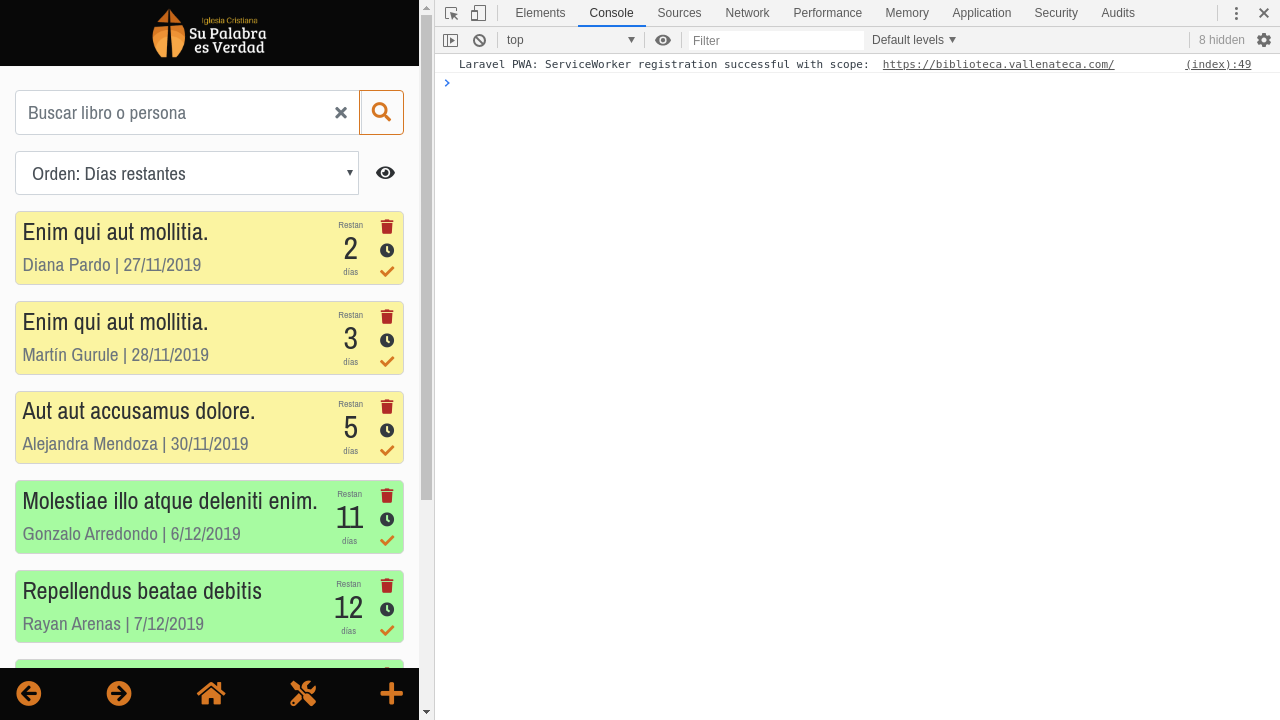 Iglesia Cristiana
Su Palabra
es Verdad
Buscar libro o persona
Orden: Días restantes
Enim qui aut mollitia.
Diana Pardo | 27/11/2019
Restan
2
días
Enim qui aut mollitia.
Martín Gurule | 28/11/2019
Restan
3
días
Aut aut accusamus dolore.
Alejandra Mendoza | 30/11/2019
Restan
5
días
Molestiae illo atque deleniti enim.
Gonzalo Arredondo | 6/12/2019
Restan
11
días
Repellendus beatae debitis
Rayan Arenas | 7/12/2019
Restan
12
días
Elements Console Sources Network Performance Memory Application Security Audits
top Filter Default levels 8 hidden
Laravel PWA: ServiceWorker registration successful with scope: https://biblioteca.vallenateca.com/ (index):49